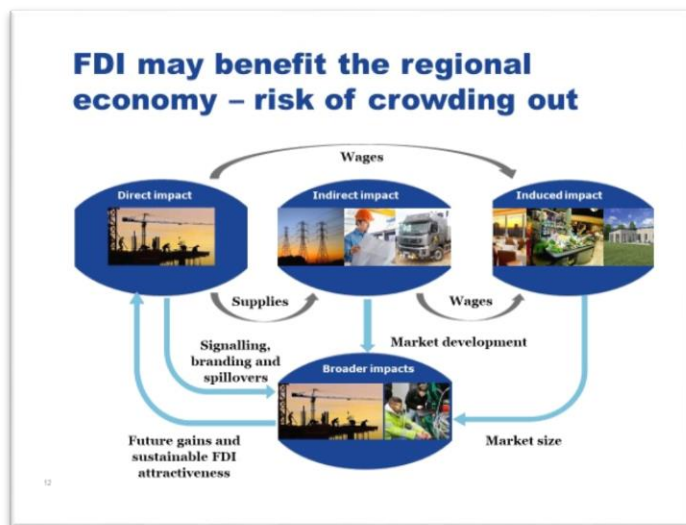 FDI may benefit the regional
economy – risk of crowding out
Wages
Direct impact
Indirect impact
Induced impact
Supplies
Wages
Signalling,
branding and
spillovers
Market development
Broader impacts
Future gains and
sustainable FDI
attractiveness
Market size
12